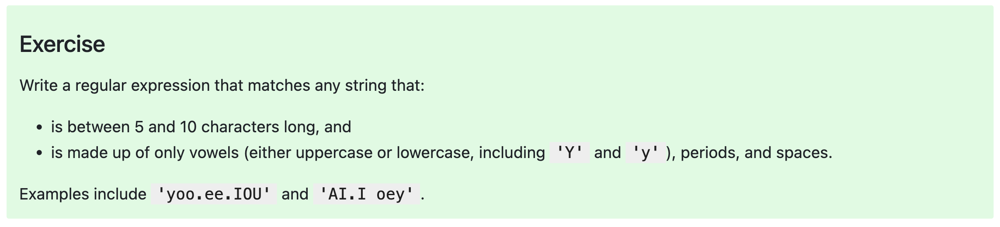 Exercise
Write a regular expression that matches any string that:
• is between 5 and 10 characters long, and
• is made up of only vowels (either uppercase or lowercase, including 'Y' and 'y'), periods, and spaces.
Examples include 'yoo.ee.IOU' and 'AI.I oey'.